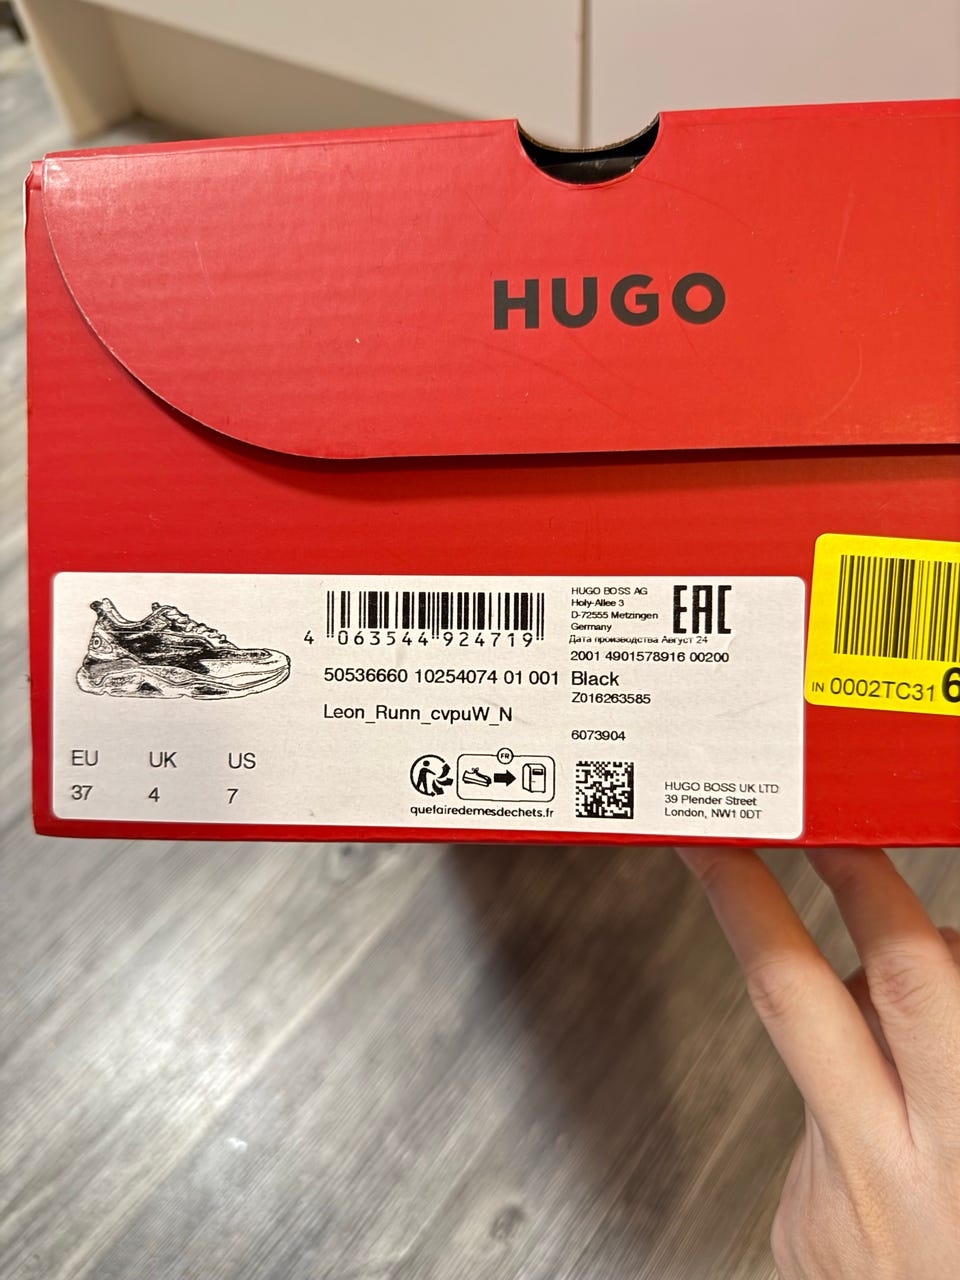 HUGO
4 063544 924719
50536660 10254074 01 001
Leon_Runn_cvpuW_N
EU UK US
37 4 7
FR
quefairedemesdechets.fr
HUGO BOSS AG
Holy-Allee 3
D-72555 Metzingen
Germany
EAC
Дата производства Август 24
2001 4901578916 00200
Black
Z016263585
6073904
HUGO BOSS UK LTD
39 Plender Street
London, NW1 0DT
IN 0002TC31 6